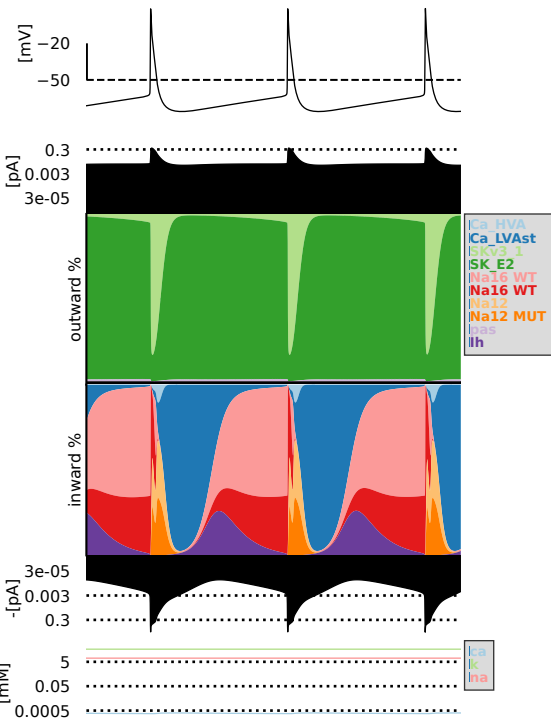 [mV]
−20
−50
[pA]
0.3
0.003
3e-05
outward %
Ca_HVA
Ca_LVAst
SKv3_1
SK_E2
Na16 WT
Na16 WT
Na12
Na12 MUT
pas
Ih
inward %
-[pA]
3e-05
0.003
0.3
[mM]
5
0.05
0.0005
ca
k
na